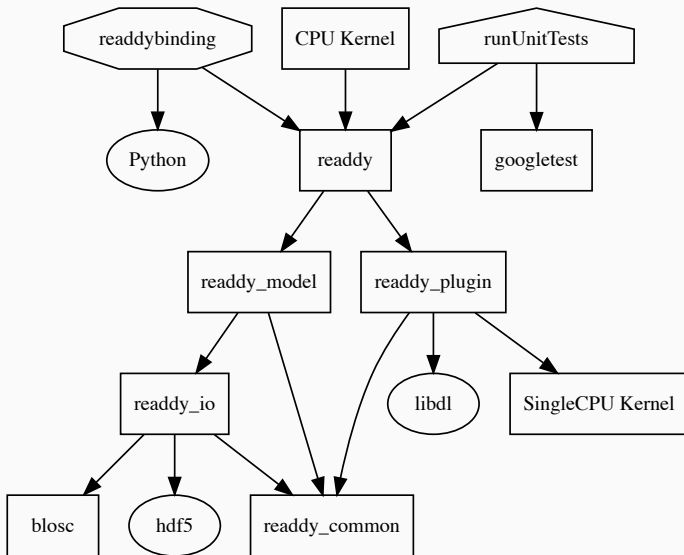 readdybinding
CPU Kernel
runUnitTests
Python
readdy
googletest
readdy_model
readdy_plugin
readdy_io
libdl
SingleCPU Kernel
blosc
hdf5
readdy_common